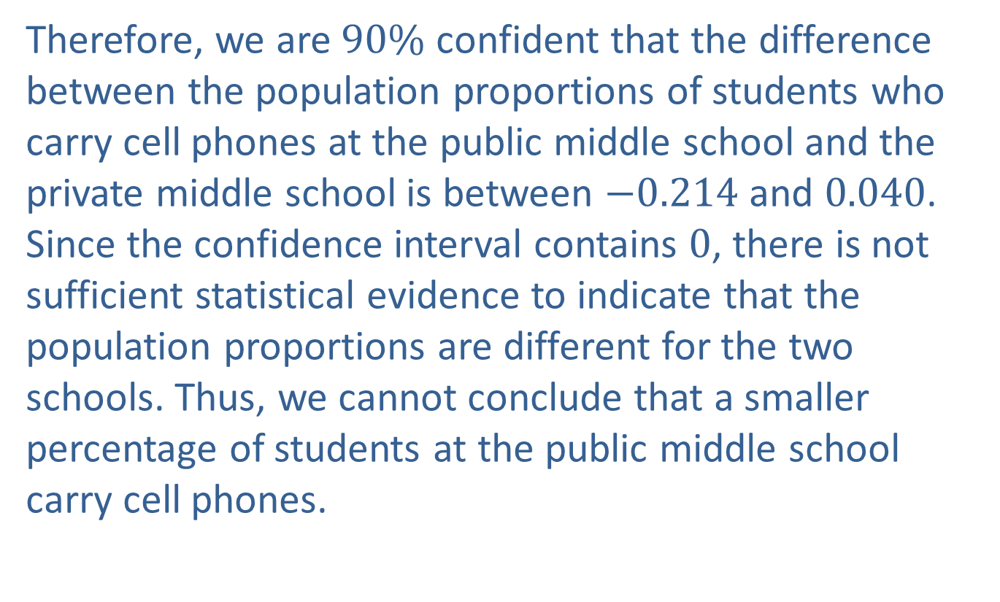 Therefore, we are 90% confident that the difference
between the population proportions of students who
carry cell phones at the public middle school and the
private middle school is between −0.214 and 0.040.
Since the confidence interval contains 0, there is not
sufficient statistical evidence to indicate that the
population proportions are different for the two
schools. Thus, we cannot conclude that a smaller
percentage of students at the public middle school
carry cell phones.